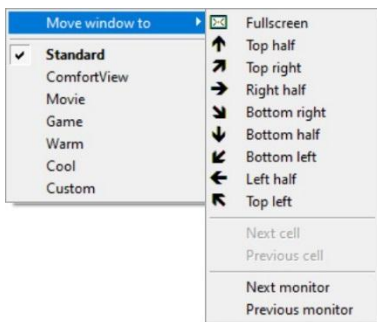 Move window to
Standard
ComfortView
Movie
Game
Warm
Cool
Custom
Fullscreen
Top half
Top right
Right half
Bottom right
Bottom half
Bottom left
Left half
Top left
Next cell
Previous cell
Next monitor
Previous monitor